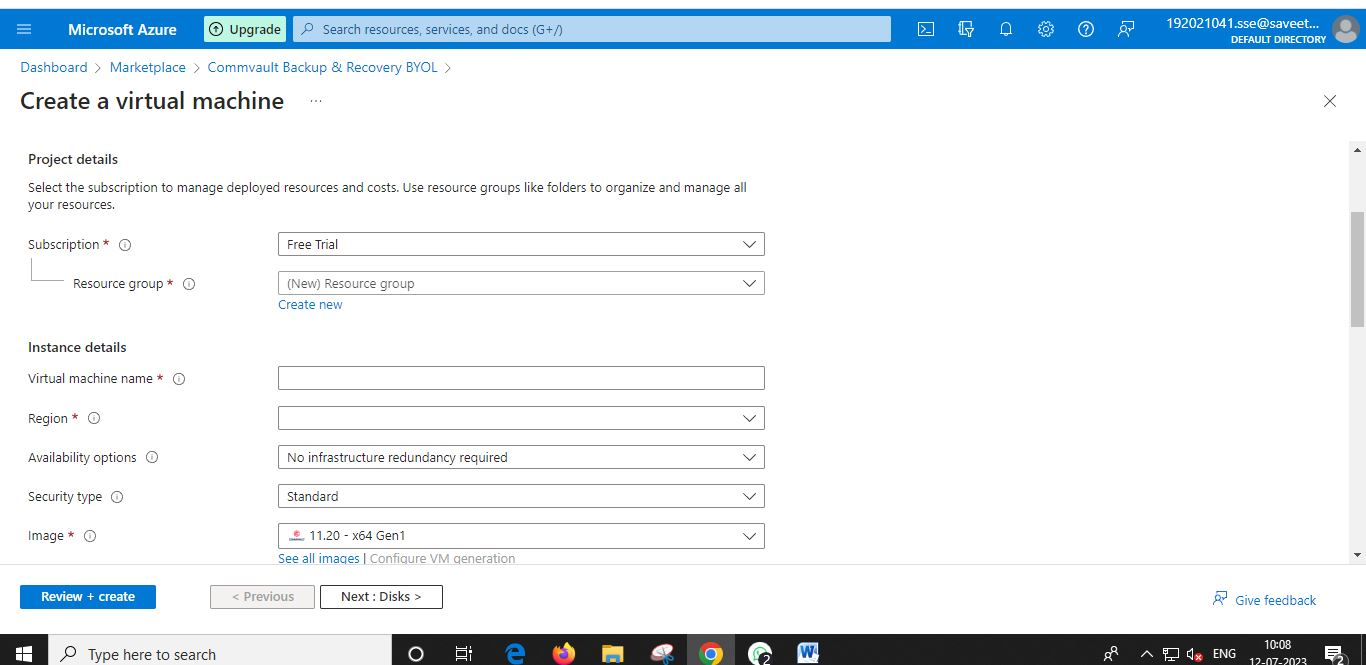 Microsoft Azure
Upgrade
Search resources, services, and docs (G+/)
192021041.sse@saveet...
DEFAULT DIRECTORY
Dashboard > Marketplace > Commvault Backup & Recovery BYOL >
Create a virtual machine ...
Project details
Select the subscription to manage deployed resources and costs. Use resource groups like folders to organize and manage all
your resources.
Subscription *
Free Trial
Resource group *
(New) Resource group
Create new
Instance details
Virtual machine name *
Region *
Availability options
No infrastructure redundancy required
Security type
Standard
Image *
11.20 - x64 Gen1
See all images | Configure VM generation
Review + create
< Previous
Next : Disks >
Give feedback
Type here to search
2
ENG
10:08
12-07-2023
2